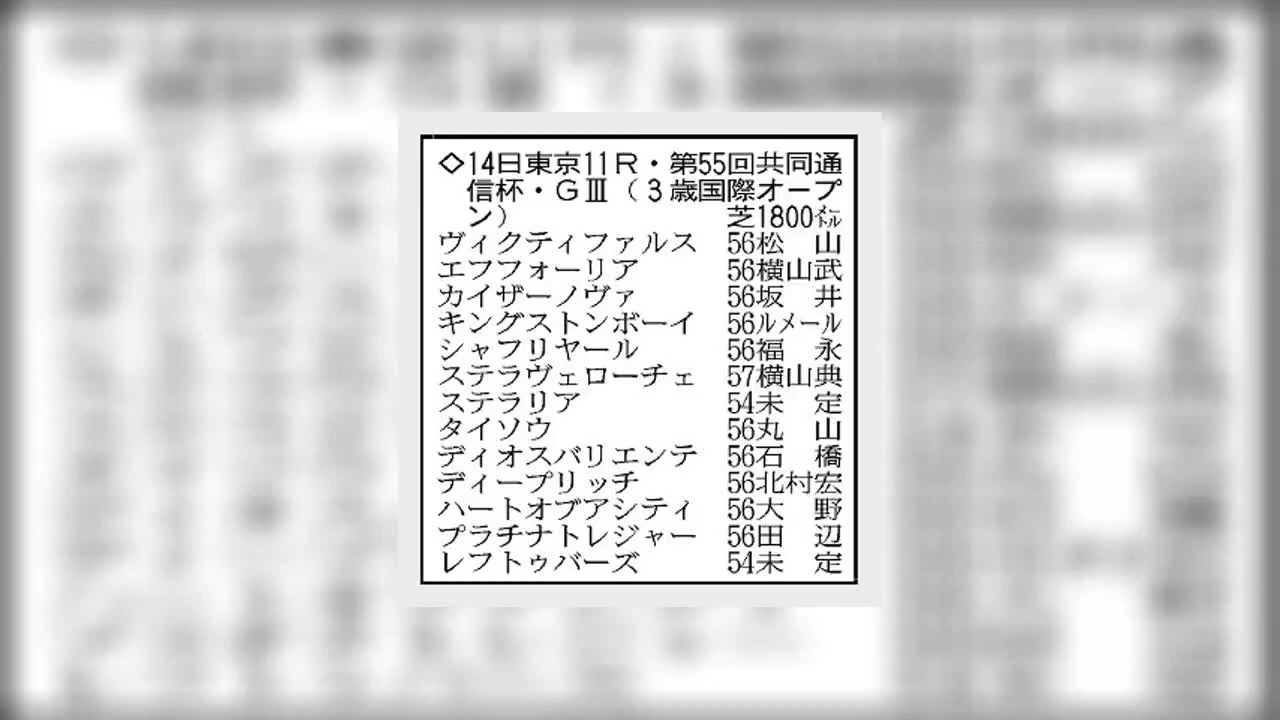 ◇14日東京11R・第55回共同通
信杯・GⅢ(3歳国際オープ
ン) 芝1800㍍
ヴィクティファルス 56松 山
エフフォーリア 56横山武
カイザーノヴァ 56坂 井
キングストンボーイ 56ルメール
シャフリヤール 56福 永
ステラヴェローチェ 57横山典
ステラリア 54未 定
タイソウ 56丸 山
ディオスバリエンテ 56石 橋
ディープリッチ 56北村宏
ハートオブアシティ 56大 野
プラチナトレジャー 56田 辺
レフトゥバーズ 54未 定